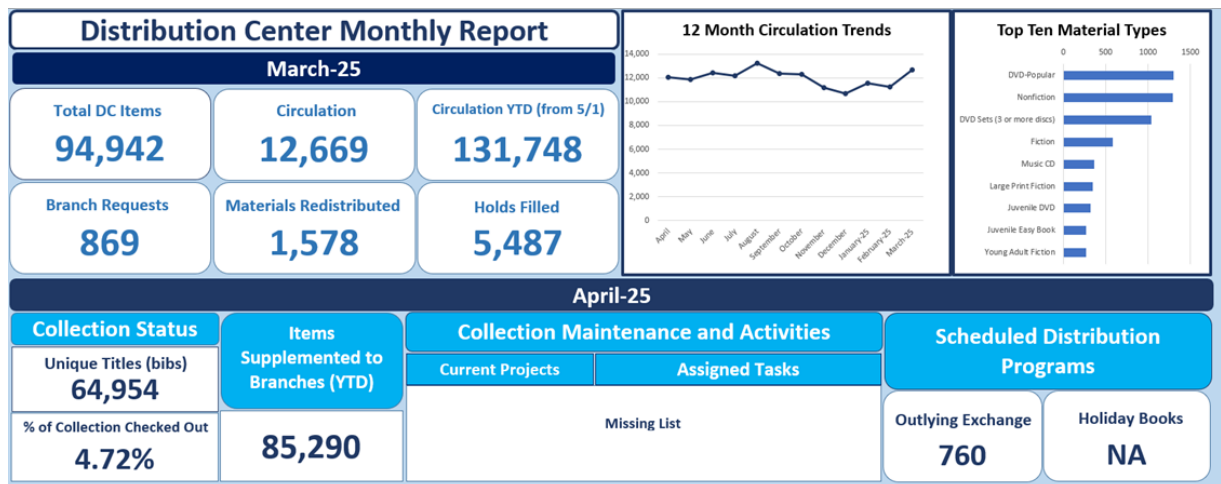 Distribution Center Monthly Report
March-25
Total DC Items
94,942
Circulation
12,669
Circulation YTD (from 5/1)
131,748
Branch Requests
869
Materials Redistributed
1,578
Holds Filled
5,487
12 Month Circulation Trends
14,000
12,000
10,000
8,000
6,000
4,000
2,000
0
April
May
June
July
August
September
October
November
December
January-25
February-25
March-25
Top Ten Material Types
0
500
1000
1500
DVD-Popular
Nonfiction
DVD Sets (3 or more discs)
Fiction
Music CD
Large Print Fiction
Juvenile DVD
Juvenile Easy Book
Young Adult Fiction
April-25
Collection Status
Unique Titles (bibs)
64,954
% of Collection Checked Out
4.72%
Items
Supplemented to
Branches (YTD)
85,290
Collection Maintenance and Activities
Current Projects
Assigned Tasks
Missing List
Scheduled Distribution
Programs
Outlying Exchange
760
Holiday Books
NA